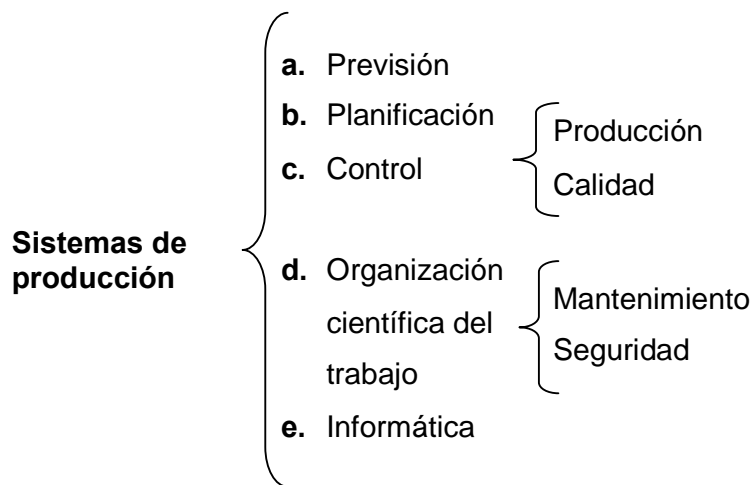 a. Previsión
b. Planificación
Producción
c. Control
Calidad
Sistemas de
producción
d. Organización
científica del
trabajo
Mantenimiento
Seguridad
e. Informática